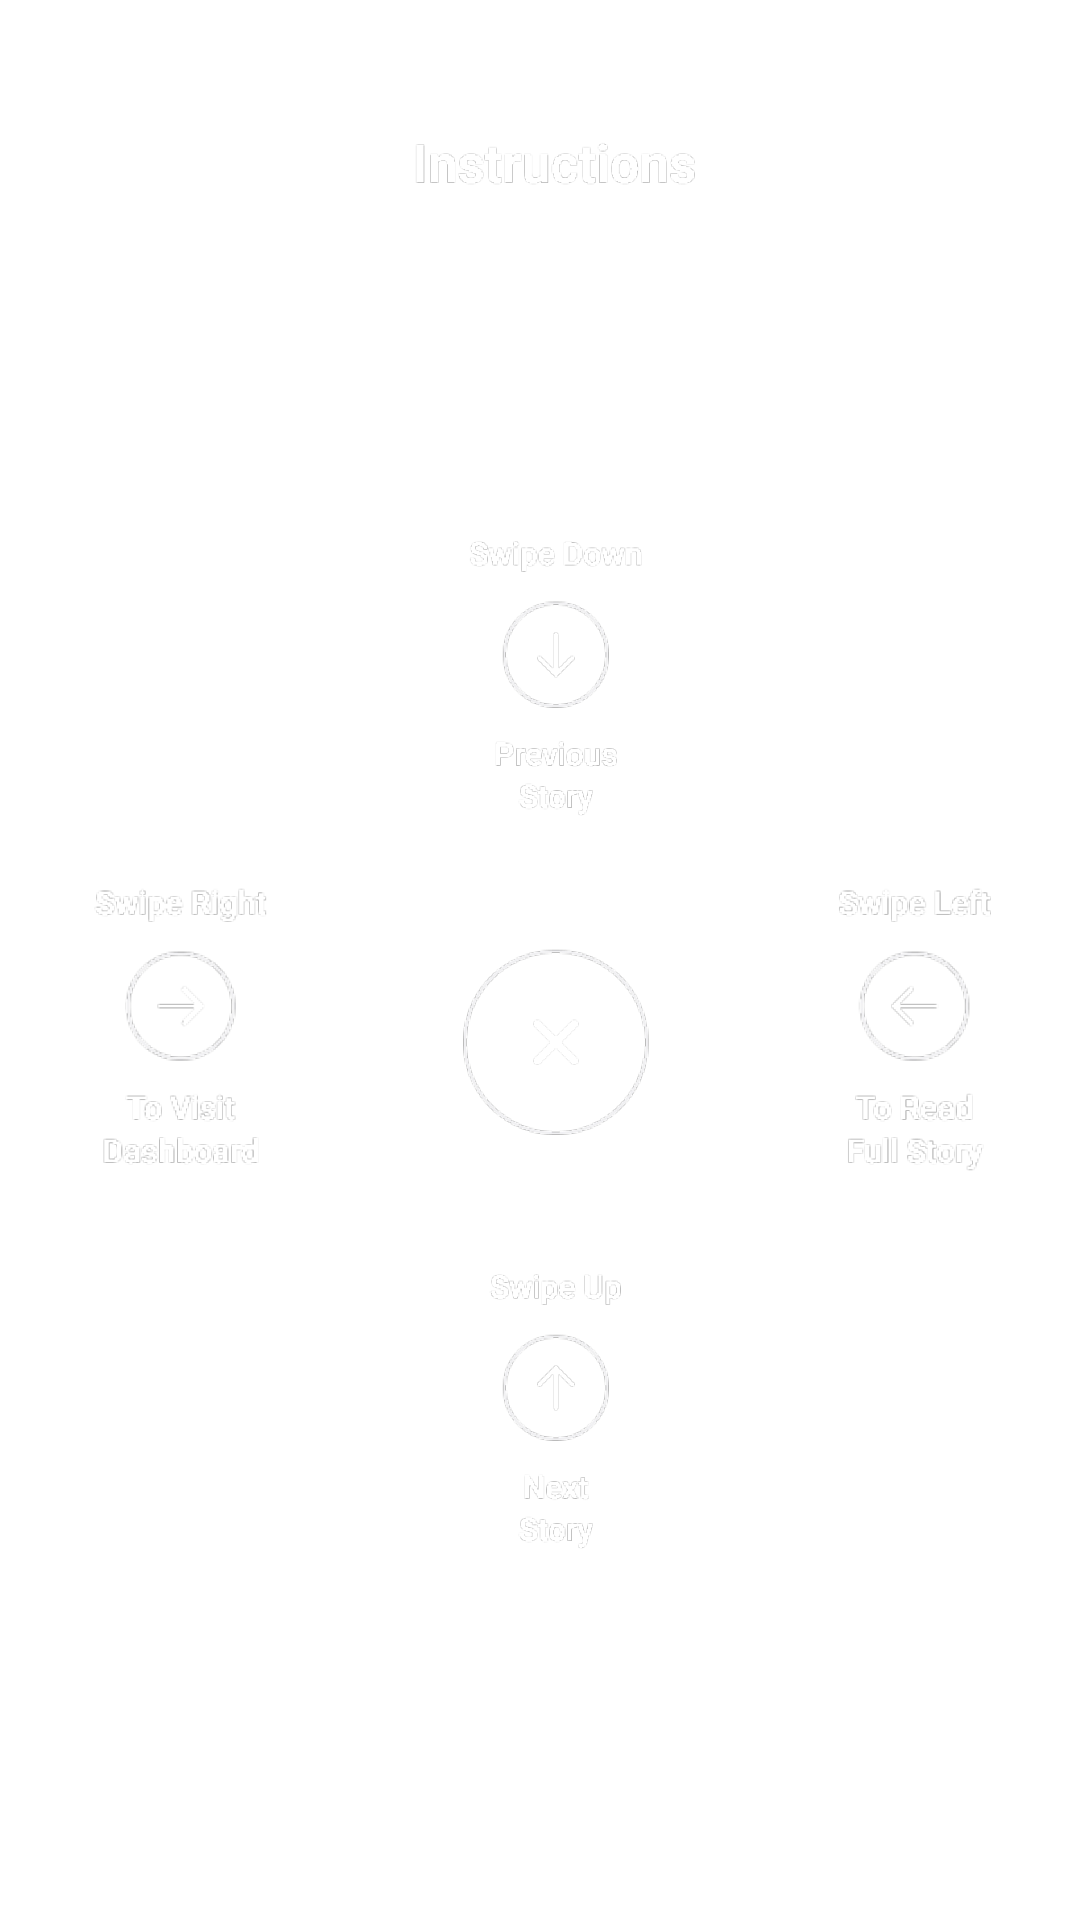 Instructions
Swipe Down
Previous
Story
Swipe Right
To Visit
Dashboard
Swipe Left
To Read
Full Story
Swipe Up
Next
Story